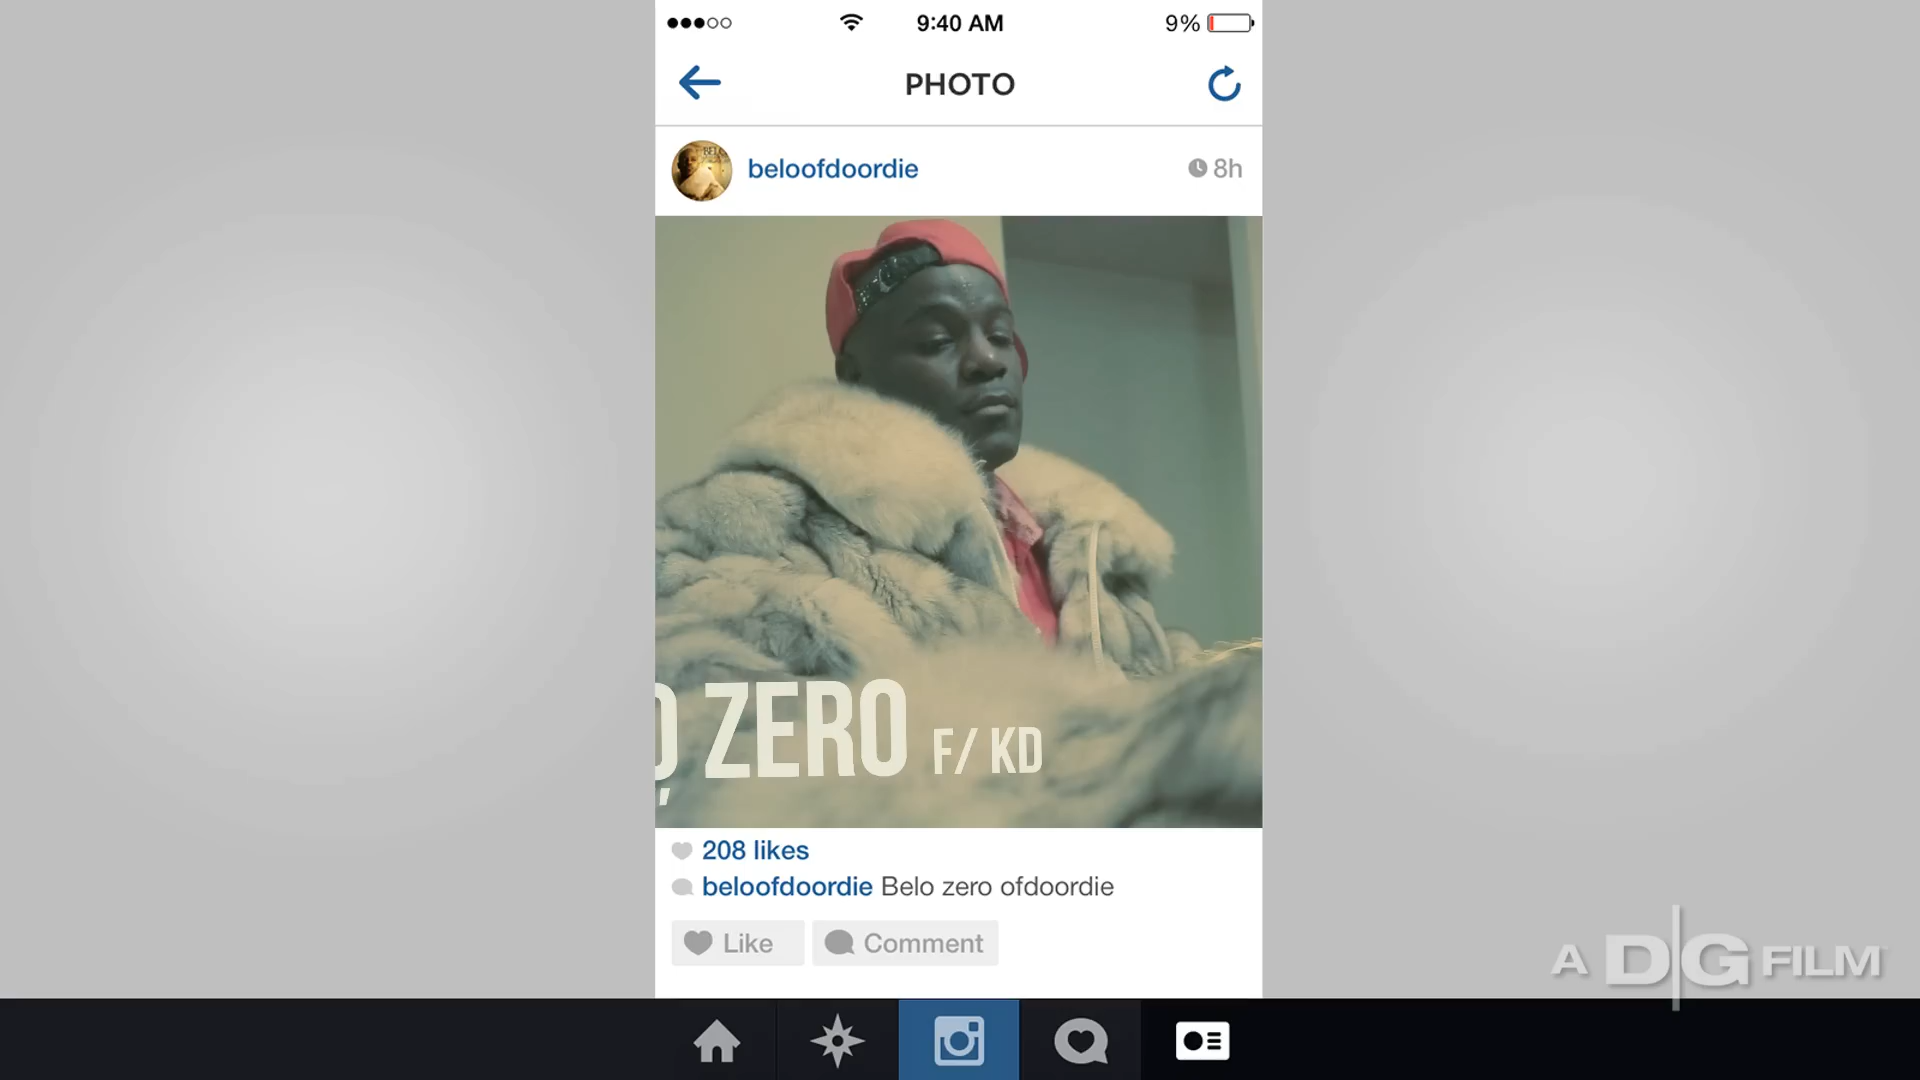 9:40 AM
9%
PHOTO
beloofdoordie
8h
ZERO F/ KD
208 likes
beloofdoordie Belo zero ofdoordie
Like
Comment
A DG FILM